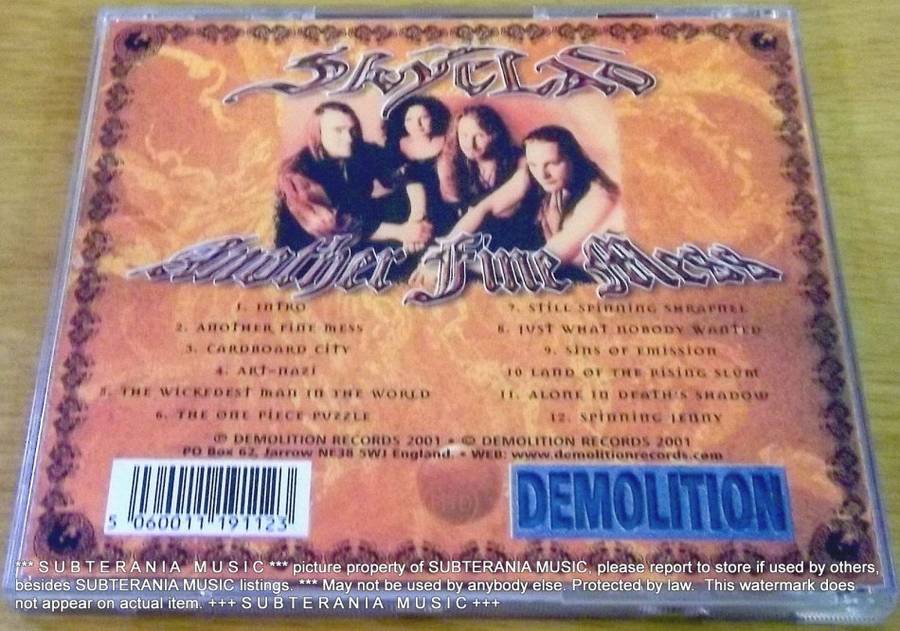 Skyclad
Another Fine Mess
1. INTRO
2. ANOTHER FINE MESS
3. CARDBOARD CITY
4. ART-NAZI
5. THE WICKEDEST MAN IN THE WORLD
6. THE ONE PIECE PUZZLE
7. STILL SPINNING SHRAPNEL
8. JUST WHAT NOBODY WANTED
9. SINS OF EMISSION
10 LAND OF THE RISING SLUM
11. ALONE IN DEATH'S SHADOW
12. SPINNING JENNY
℗ DEMOLITION RECORDS 2001 • © DEMOLITION RECORDS 2001
PO Box 62, Jarrow NE38 5WJ England. • WEB: www.demolitionrecords.com
5 060011 191123
DEMOLITION
*** S U B T E R A N I A   M U S I C *** picture property of SUBTERANIA MUSIC, please report to store if used by others,
besides SUBTERANIA MUSIC listings. *** May not be used by anybody else. Protected by law.  This watermark does
not appear on actual item. +++ S U B T E R A N I A   M U S I C +++